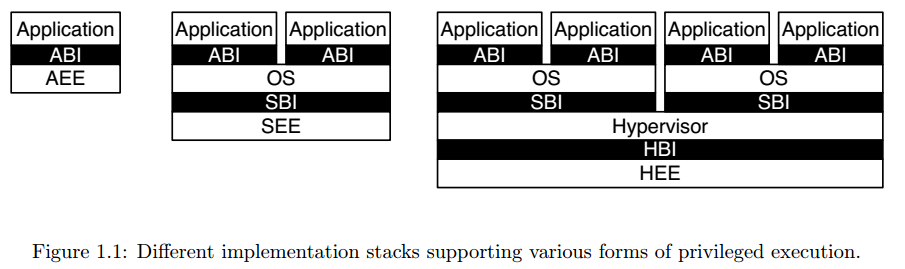 Application Application Application Application Application Application Application
ABI ABI ABI ABI ABI ABI ABI
AEE OS OS OS
SBI SBI SBI
SEE Hypervisor
HBI
HEE
Figure 1.1: Different implementation stacks supporting various forms of privileged execution.